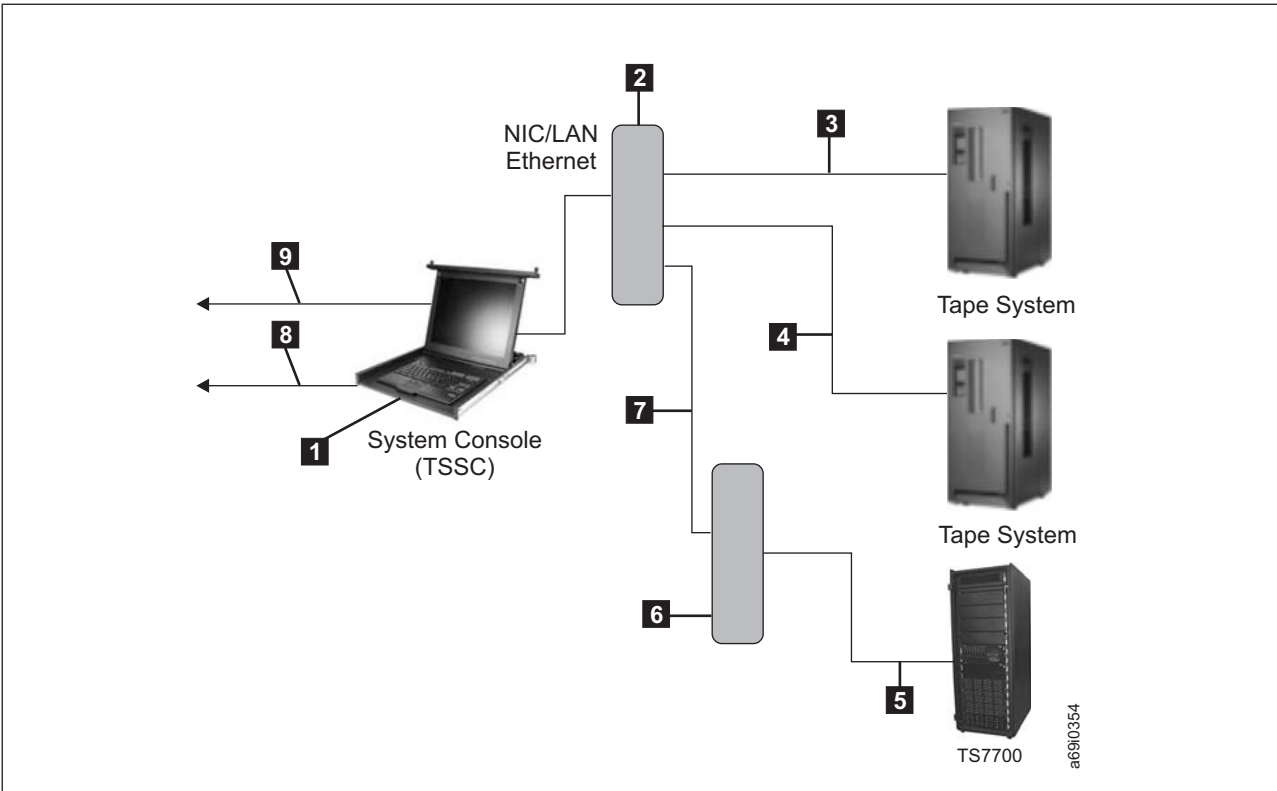 2
NIC/LAN
Ethernet
3
9
Tape System
8
4
7
1
System Console
(TSSC)
Tape System
6
5
TS7700
a69i0354